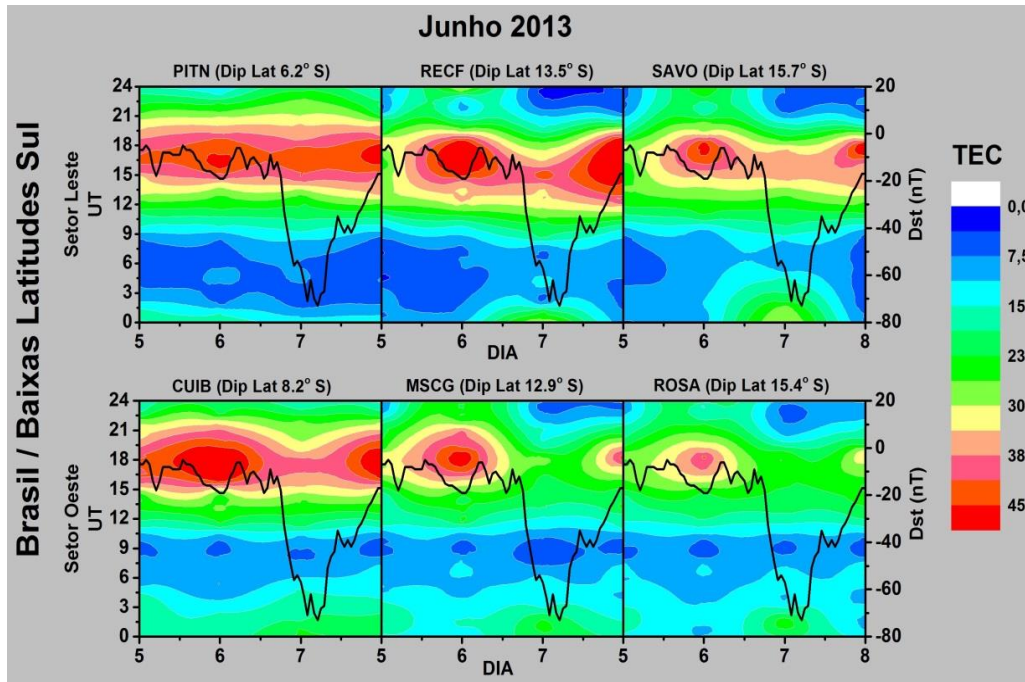 Junho 2013
Brasil / Baixas Latitudes Sul
PITN (Dip Lat 6.2° S) RECF (Dip Lat 13.5° S) SAVO (Dip Lat 15.7° S)
Setor Leste
UT
24
21
18
15
12
9
6
3
0
20
0
-20
-40
-60
-80
Dst (nT)
5 6 7 5 6 7 5 6 7 8
DIA
CUIB (Dip Lat 8.2° S) MSCG (Dip Lat 12.9° S) ROSA (Dip Lat 15.4° S)
Setor Oeste
UT
24
21
18
15
12
9
6
3
0
20
0
-20
-40
-60
-80
Dst (nT)
5 6 7 5 6 7 5 6 7 8
DIA
TEC
0,0
7,5
15
23
30
38
45